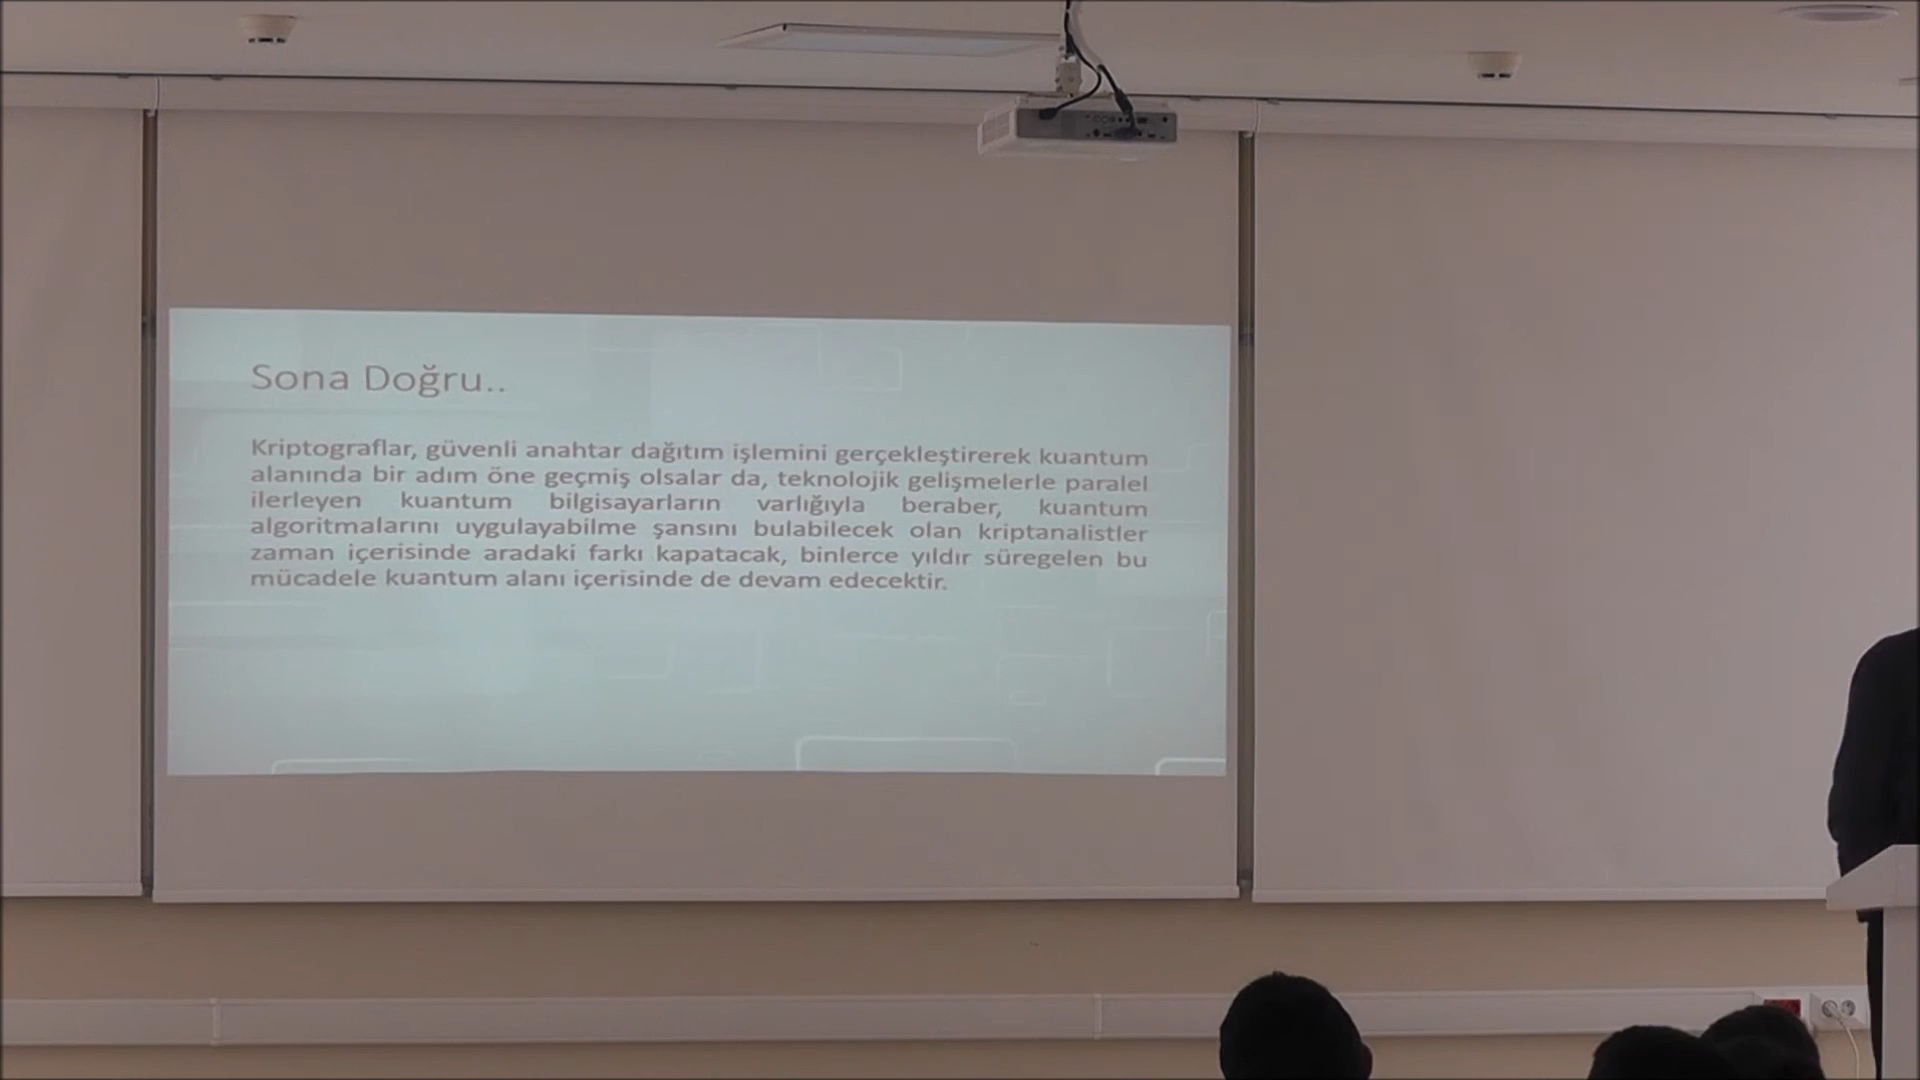 Sona Doğru..
Kriptograflar, güvenli anahtar dağıtım işlemini gerçekleştirerek kuantum
alanında bir adım öne geçmiş olsalar da, teknolojik gelişmelerle paralel
ilerleyen kuantum bilgisayarların varlığıyla beraber, kuantum
algoritmalarını uygulayabilme şansını bulabilecek olan kriptanalistler
zaman içerisinde aradaki farkı kapatacak, binlerce yıldır süregelen bu
mücadele kuantum alanı içerisinde de devam edecektir.